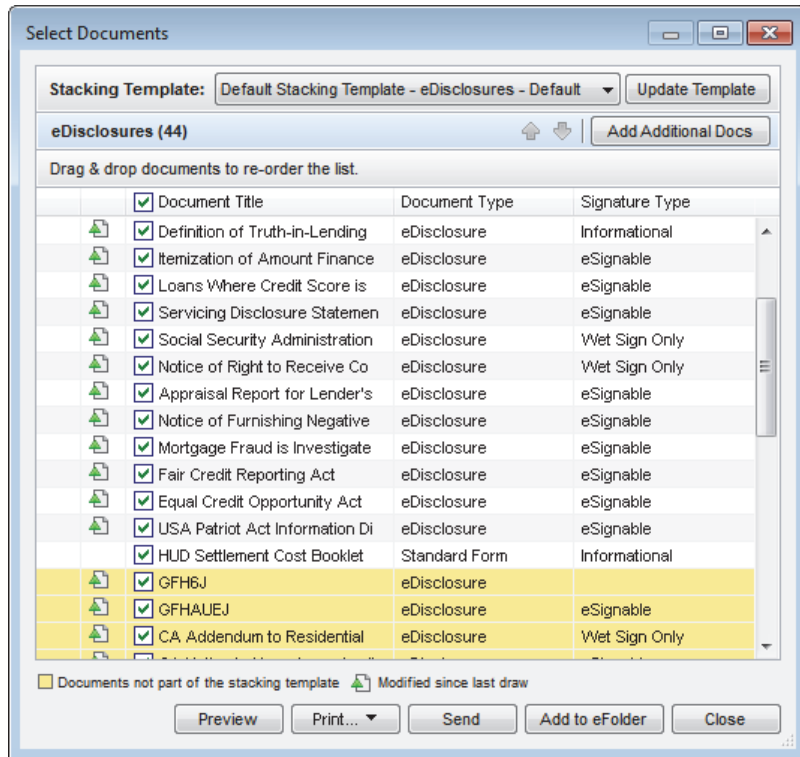 Select Documents
Stacking Template: Default Stacking Template - eDisclosures - Default Update Template
eDisclosures (44) Add Additional Docs
Drag & drop documents to re-order the list.
Document Title Document Type Signature Type
Definition of Truth-in-Lending eDisclosure Informational
Itemization of Amount Finance eDisclosure eSignable
Loans Where Credit Score is eDisclosure eSignable
Servicing Disclosure Statemen eDisclosure eSignable
Social Security Administration eDisclosure Wet Sign Only
Notice of Right to Receive Co eDisclosure Wet Sign Only
Appraisal Report for Lender's eDisclosure eSignable
Notice of Furnishing Negative eDisclosure eSignable
Mortgage Fraud is Investigate eDisclosure eSignable
Fair Credit Reporting Act eDisclosure eSignable
Equal Credit Opportunity Act eDisclosure eSignable
USA Patriot Act Information Di eDisclosure eSignable
HUD Settlement Cost Booklet Standard Form Informational
GFH6J eDisclosure
GFHAUEJ eDisclosure eSignable
CA Addendum to Residential eDisclosure Wet Sign Only
Documents not part of the stacking template Modified since last draw
Preview Print... Send Add to eFolder Close